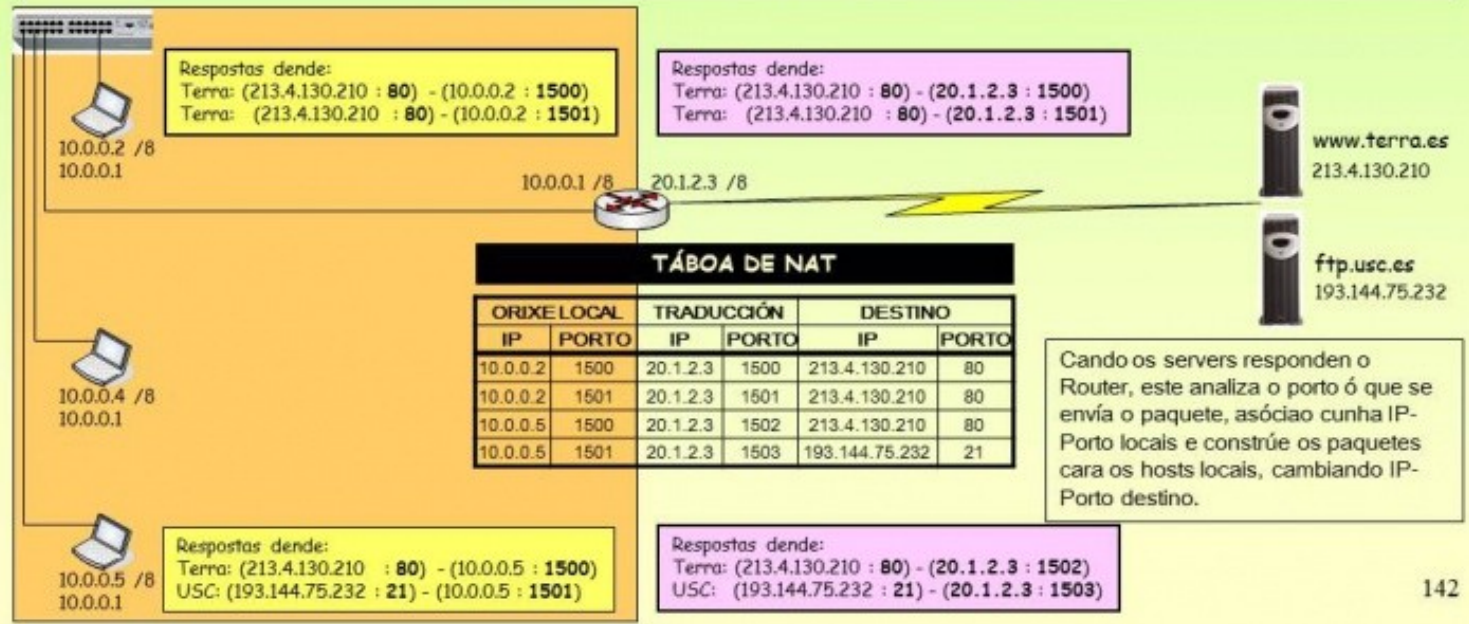 Respostas dende:
Terra: (213.4.130.210 : 80) - (10.0.0.2 : 1500)
Terra: (213.4.130.210 : 80) - (10.0.0.2 : 1501)
Respostas dende:
Terra: (213.4.130.210 : 80) - (20.1.2.3 : 1500)
Terra: (213.4.130.210 : 80) - (20.1.2.3 : 1501)
10.0.0.2 /8
10.0.0.1
www.terra.es
213.4.130.210
10.0.0.1 /8
20.1.2.3 /8
ftp.usc.es
193.144.75.232
TÁBOA DE NAT
ORIXE LOCAL TRADUCCIÓN DESTINO
IP PORTO IP PORTO IP PORTO
10.0.0.2 1500 20.1.2.3 1500 213.4.130.210 80
10.0.0.2 1501 20.1.2.3 1501 213.4.130.210 80
10.0.0.5 1500 20.1.2.3 1502 213.4.130.210 80
10.0.0.5 1501 20.1.2.3 1503 193.144.75.232 21
10.0.0.4 /8
10.0.0.1
Cando os servers responden o
Router, este analiza o porto ó que se
envía o paquete, asóciao cunha IP-
Porto locais e constrúe os paquetes
cara os hosts locais, cambiando IP-
Porto destino.
10.0.0.5 /8
10.0.0.1
Respostas dende:
Terra: (213.4.130.210 : 80) - (10.0.0.5 : 1500)
USC: (193.144.75.232 : 21) - (10.0.0.5 : 1501)
Respostas dende:
Terra: (213.4.130.210 : 80) - (20.1.2.3 : 1502)
USC: (193.144.75.232 : 21) - (20.1.2.3 : 1503)
142